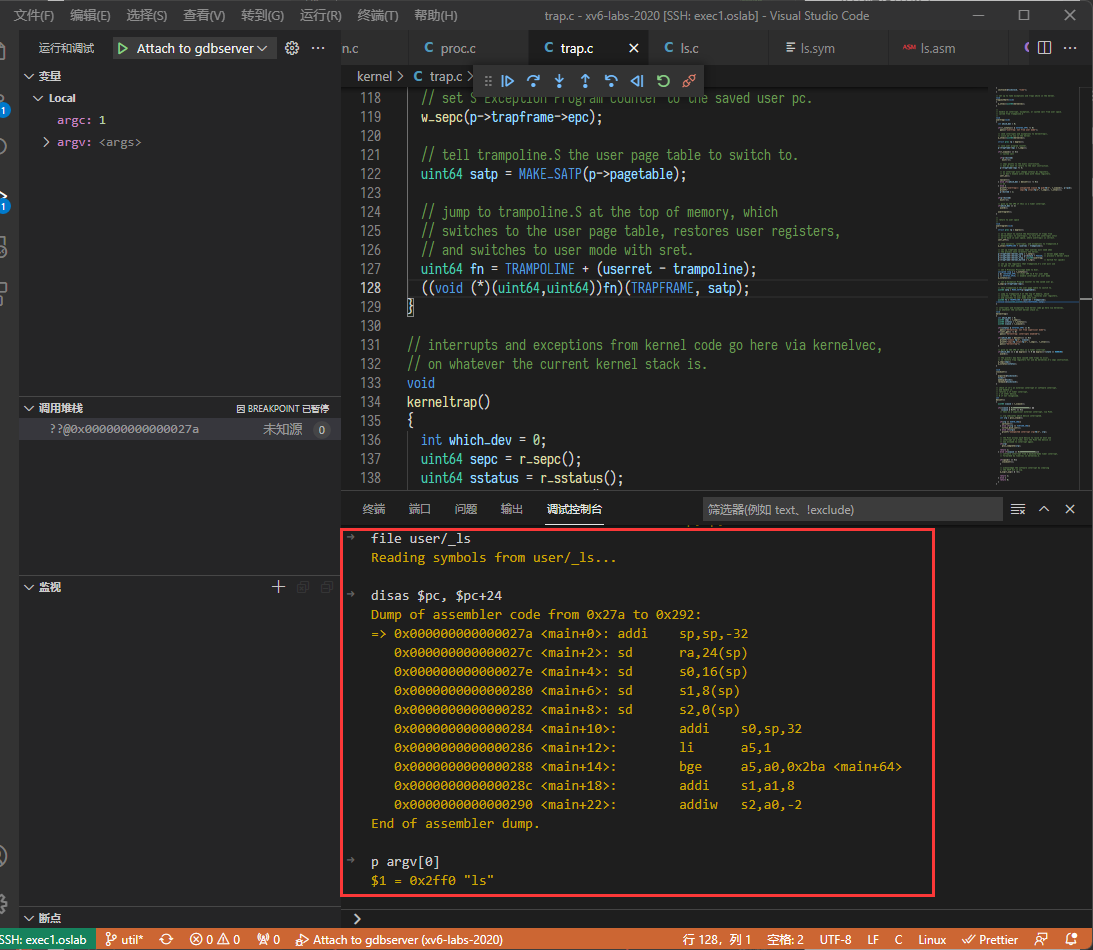 文件(F) 编辑(E) 选择(S) 查看(V) 转到(G) 运行(R) 终端(T) 帮助(H) trap.c - xv6-labs-2020 [SSH: exec1.oslab] - Visual Studio Code
运行和调试 Attach to gdbserver
n.c proc.c trap.c ls.c ls.sym ASM ls.asm
kernel > C trap.c >
变量
Local
argc: 1
argv: <args>
调用堆栈 因 BREAKPOINT 已暂停
??@0x000000000000027a 未知源 0
监视
断点
118 // set S Exception Program Counter to the saved user pc.
119 w_sepc(p->trapframe->epc);
120
121 // tell trampoline.S the user page table to switch to.
122 uint64 satp = MAKE_SATP(p->pagetable);
123
124 // jump to trampoline.S at the top of memory, which
125 // switches to the user page table, restores user registers,
126 // and switches to user mode with sret.
127 uint64 fn = TRAMPOLINE + (userret - trampoline);
128 ((void (*)(uint64,uint64))fn)(TRAPFRAME, satp);
129 }
130
131 // interrupts and exceptions from kernel code go here via kernelvec,
132 // on whatever the current kernel stack is.
133 void
134 kerneltrap()
135 {
136 int which_dev = 0;
137 uint64 sepc = r_sepc();
138 uint64 sstatus = r_sstatus();
终端 端口 问题 输出 调试控制台 筛选器(例如 text、!exclude)
file user/_ls
Reading symbols from user/_ls...
disas $pc, $pc+24
Dump of assembler code from 0x27a to 0x292:
=> 0x000000000000027a <main+0>: addi sp,sp,-32
0x000000000000027c <main+2>: sd ra,24(sp)
0x000000000000027e <main+4>: sd s0,16(sp)
0x0000000000000280 <main+6>: sd s1,8(sp)
0x0000000000000282 <main+8>: sd s2,0(sp)
0x0000000000000284 <main+10>: addi s0,sp,32
0x0000000000000286 <main+12>: li a5,1
0x0000000000000288 <main+14>: bge a5,a0,0x2ba <main+64>
0x000000000000028c <main+18>: addi s1,a1,8
0x0000000000000290 <main+22>: addiw s2,a0,-2
End of assembler dump.
p argv[0]
$1 = 0x2ff0 "ls"
SSH: exec1.oslab util* 0 0 0 Attach to gdbserver (xv6-labs-2020) 行 128，列 1 空格: 2 UTF-8 LF C Linux Prettier